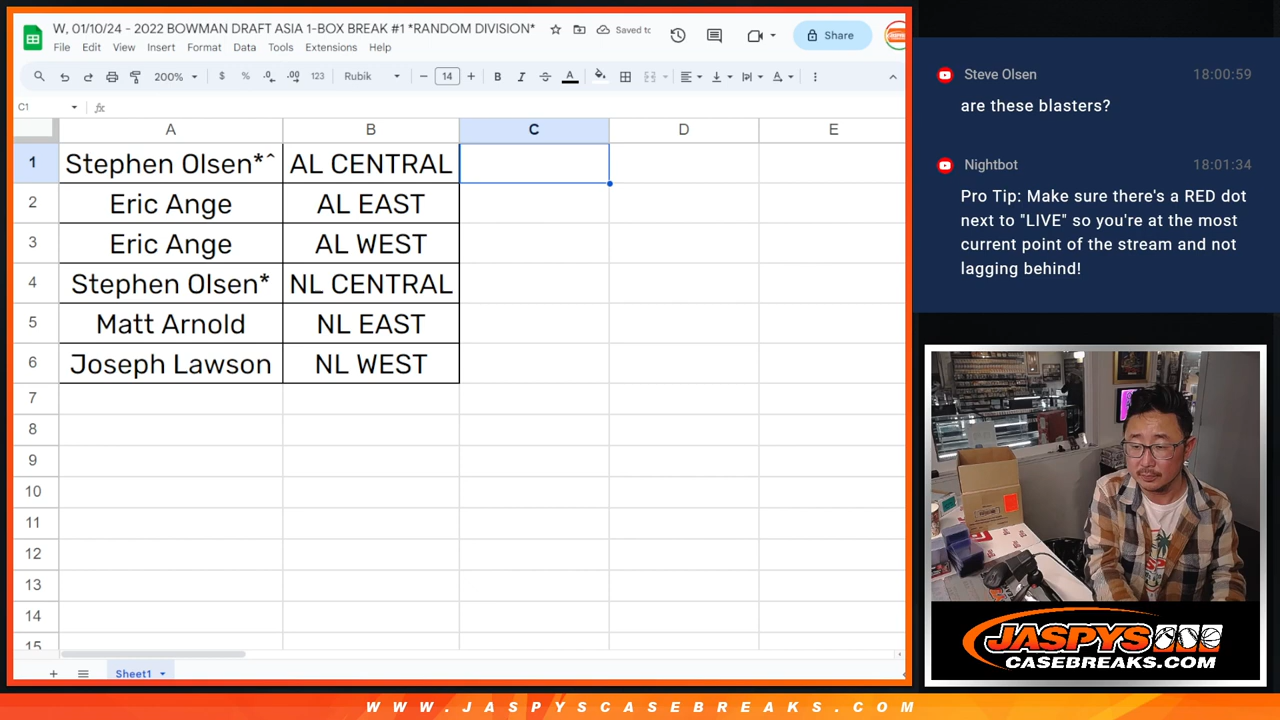 W, 01/10/24 - 2022 BOWMAN DRAFT ASIA 1-BOX BREAK #1 *RANDOM DIVISION*
Saved to
Share
File Edit View Insert Format Data Tools Extensions Help
200% $ % .0 .00 123 Rubik 14 B I A
C1 fx
A B C D E
1 Stephen Olsen*^ AL CENTRAL
2 Eric Ange AL EAST
3 Eric Ange AL WEST
4 Stephen Olsen* NL CENTRAL
5 Matt Arnold NL EAST
6 Joseph Lawson NL WEST
7
8
9
10
11
12
13
14
15
Sheet1
Steve Olsen 18:00:59
are these blasters?
Nightbot 18:01:34
Pro Tip: Make sure there's a RED dot
next to "LIVE" so you're at the most
current point of the stream and not
lagging behind!
JASPYS
CASEBREAKS.COM
WWW.JASPYSCASEBREAKS.COM